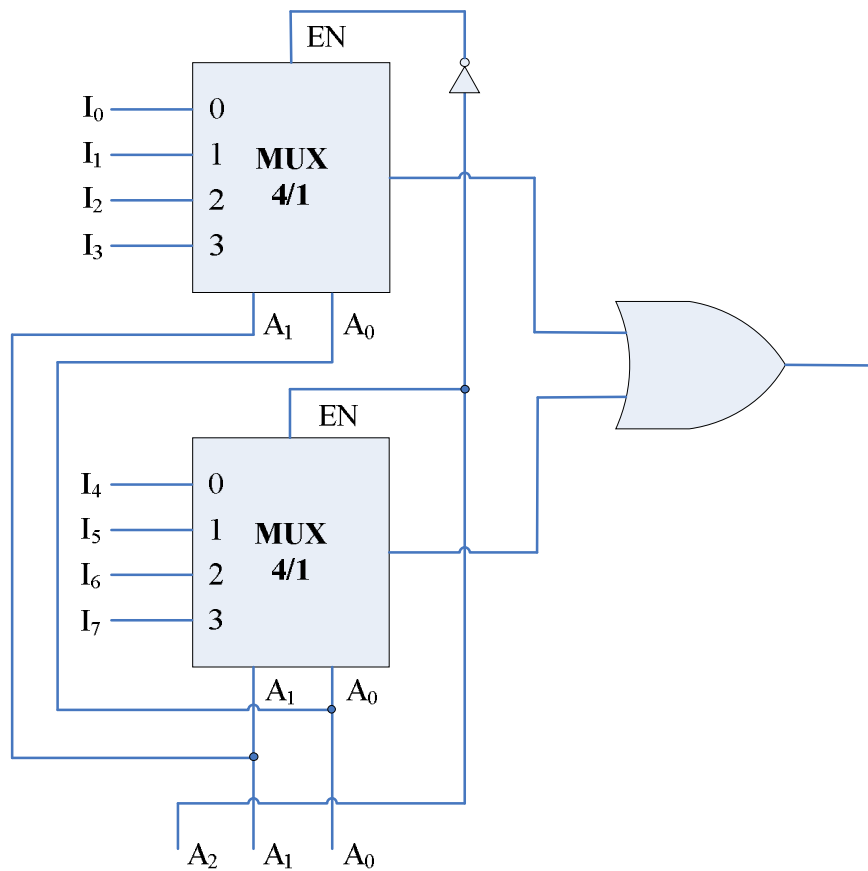 EN
I₀ 0
I₁ 1
MUX
I₂ 2
4/1
I₃ 3
A₁ A₀
EN
I₄ 0
I₅ 1
MUX
I₆ 2
4/1
I₇ 3
A₁ A₀
A₂ A₁ A₀